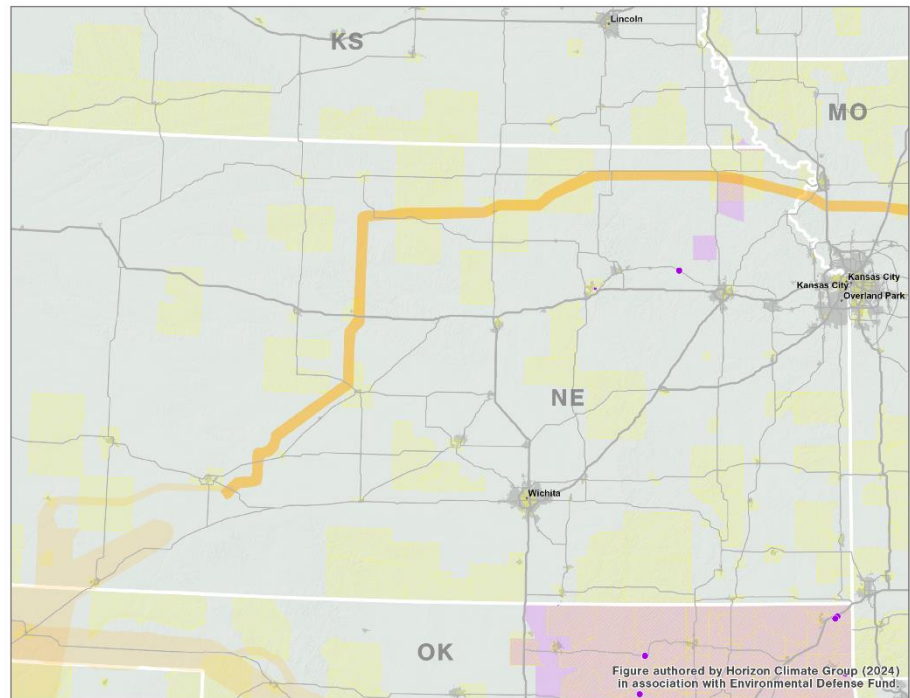 Lincoln
KS
MO
Kansas City
Kansas City
Overland Park
NE
Wichita
OK
Figure authored by Horizon Climate Group (2024)
in association with Environmental Defense Fund.